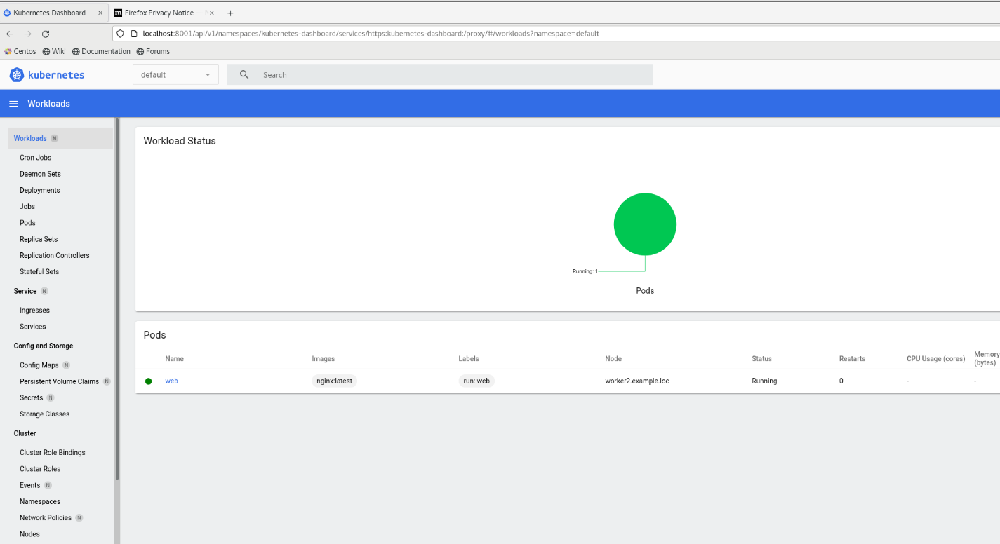 Kubernetes Dashboard
Firefox Privacy Notice —
localhost:8001/api/v1/namespaces/kubernetes-dashboard/services/https:kubernetes-dashboard:/proxy/#/workloads?namespace=default
Centos Wiki Documentation Forums
kubernetes default Search
Workloads
Workloads N
Cron Jobs
Daemon Sets
Deployments
Jobs
Pods
Replica Sets
Replication Controllers
Stateful Sets
Service N
Ingresses
Services
Config and Storage
Config Maps N
Persistent Volume Claims N
Secrets N
Storage Classes
Cluster
Cluster Role Bindings
Cluster Roles
Events N
Namespaces
Network Policies N
Nodes
Workload Status
Running: 1
Pods
Pods
Name Images Labels Node Status Restarts CPU Usage (cores) Memory
(bytes)
web nginx:latest run: web worker2.example.loc Running 0 - -